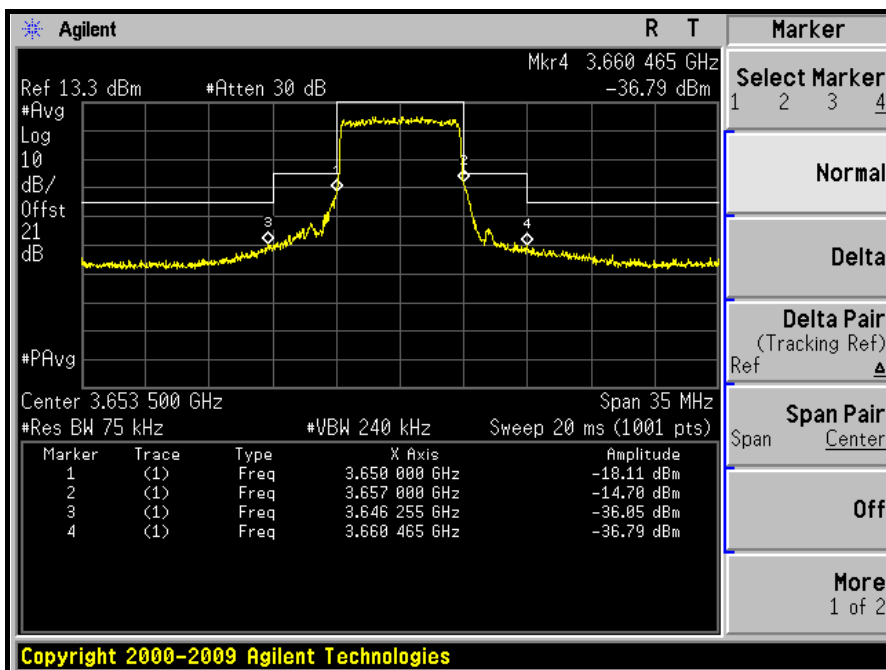 Agilent R T
Mkr4 3.660 465 GHz
Ref 13.3 dBm #Atten 30 dB -36.79 dBm
#Avg
Log
10
dB/
Offst
21
dB
1
2
3
4
#PAvg
Center 3.653 500 GHz Span 35 MHz
#Res BW 75 kHz #VBW 240 kHz Sweep 20 ms (1001 pts)
Marker Trace Type X Axis Amplitude
1 (1) Freq 3.650 000 GHz -18.11 dBm
2 (1) Freq 3.657 000 GHz -14.70 dBm
3 (1) Freq 3.646 255 GHz -36.05 dBm
4 (1) Freq 3.660 465 GHz -36.79 dBm
Copyright 2000-2009 Agilent Technologies
Marker
Select Marker
1 2 3 4
Normal
Delta
Delta Pair
(Tracking Ref)
Ref Δ
Span Pair
Span Center
Off
More
1 of 2